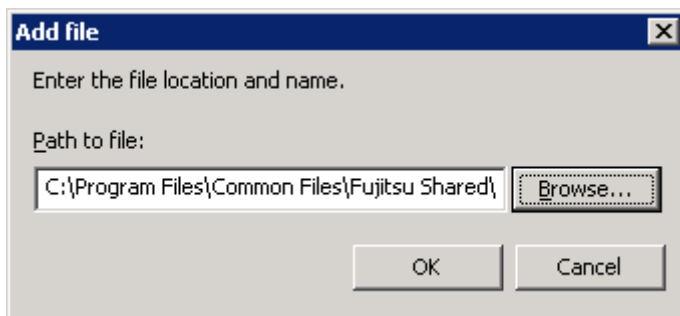 Add file
Enter the file location and name.
Path to file:
C:\Program Files\Common Files\Fujitsu Shared\
Browse...
OK
Cancel